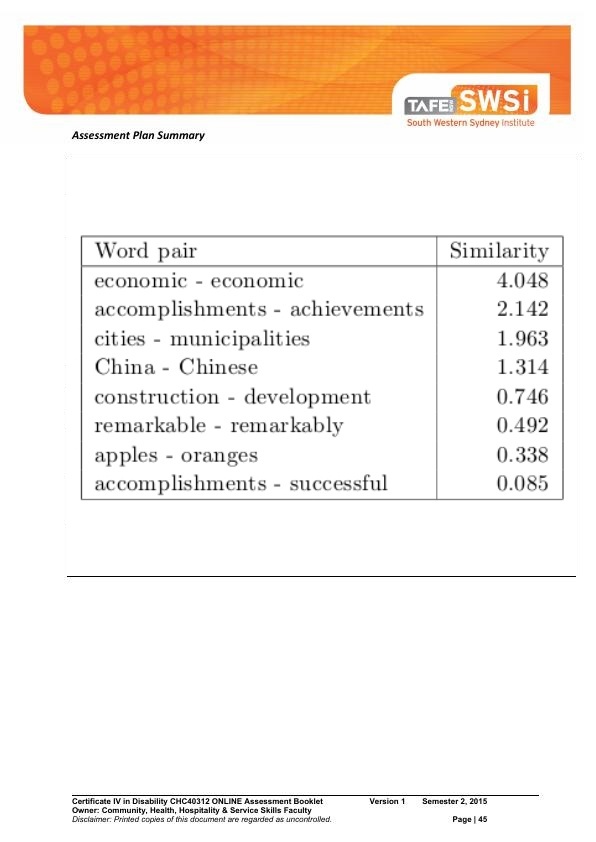 TAFE NSW SWSi
South Western Sydney Institute
Assessment Plan Summary
Word pair Similarity
economic - economic 4.048
accomplishments - achievements 2.142
cities - municipalities 1.963
China - Chinese 1.314
construction - development 0.746
remarkable - remarkably 0.492
apples - oranges 0.338
accomplishments - successful 0.085
Certificate IV in Disability CHC40312 ONLINE Assessment Booklet Version 1 Semester 2, 2015
Owner: Community, Health, Hospitality & Service Skills Faculty
Disclaimer: Printed copies of this document are regarded as uncontrolled. Page | 45